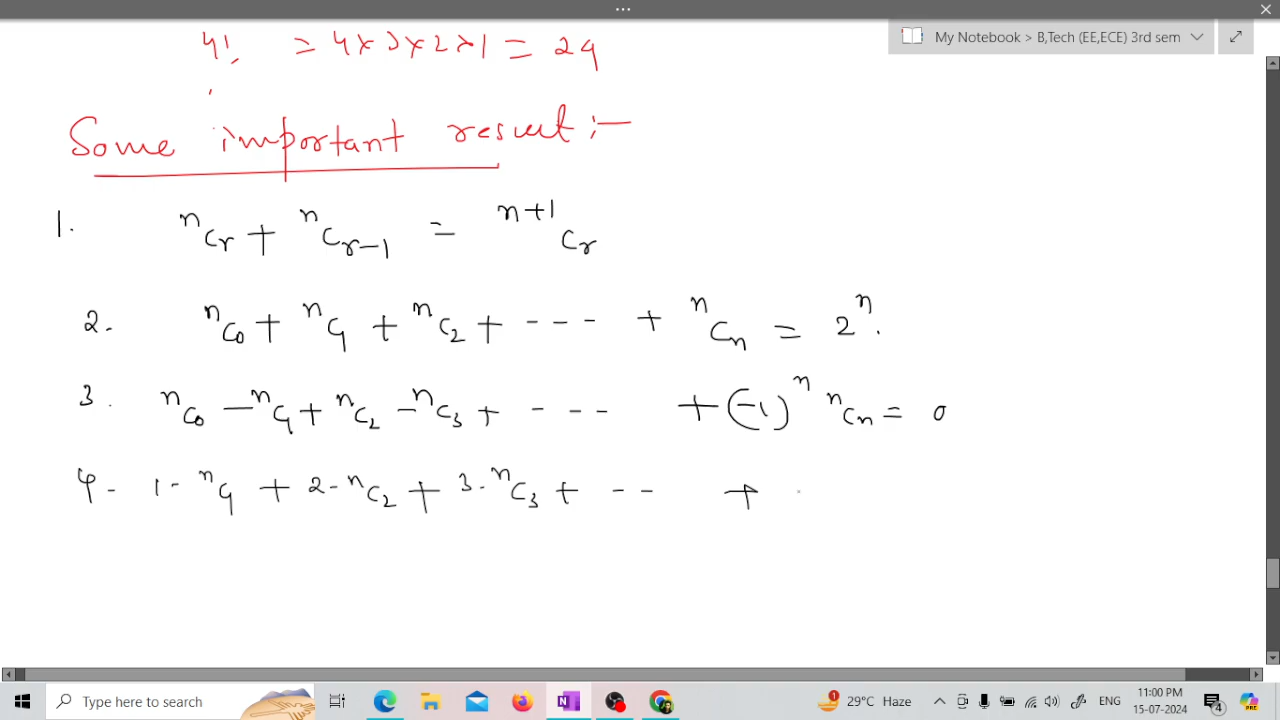 My Notebook > B,Tech (EE,ECE) 3rd sem
4! = 4x3x2x1 = 24
Some important result :-
1. ⁿCr + ⁿCr-1 = ⁿ⁺¹Cr
2. ⁿC0 + ⁿC1 + ⁿC2 + --- + ⁿCn = 2ⁿ.
3. ⁿC0 - ⁿC1 + ⁿC2 - ⁿC3 + ---- + (-1)ⁿ ⁿCn = 0
4- 1- ⁿC1 + 2- ⁿC2 + 3- ⁿC3 + -- +
Type here to search
1
29°C Haze
ENG
11:00 PM
15-07-2024
4